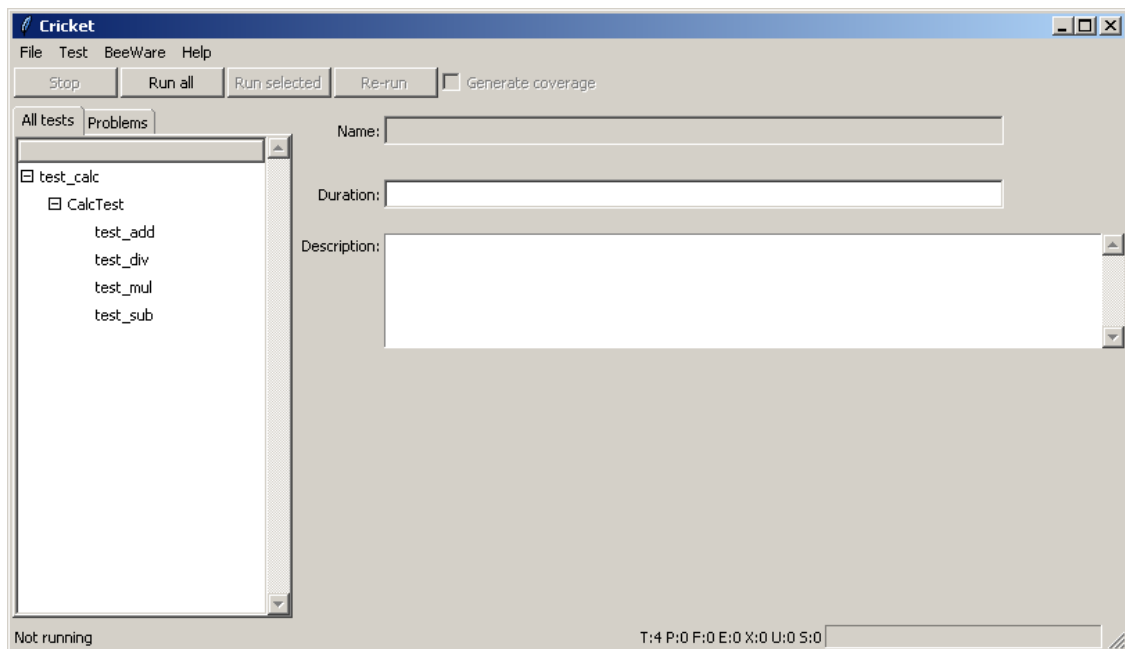 Cricket
File Test BeeWare Help
Stop Run all Run selected Re-run Generate coverage
All tests Problems
Name:
test_calc
Duration:
CalcTest
test_add
Description:
test_div
test_mul
test_sub
Not running T:4 P:0 F:0 E:0 X:0 U:0 S:0